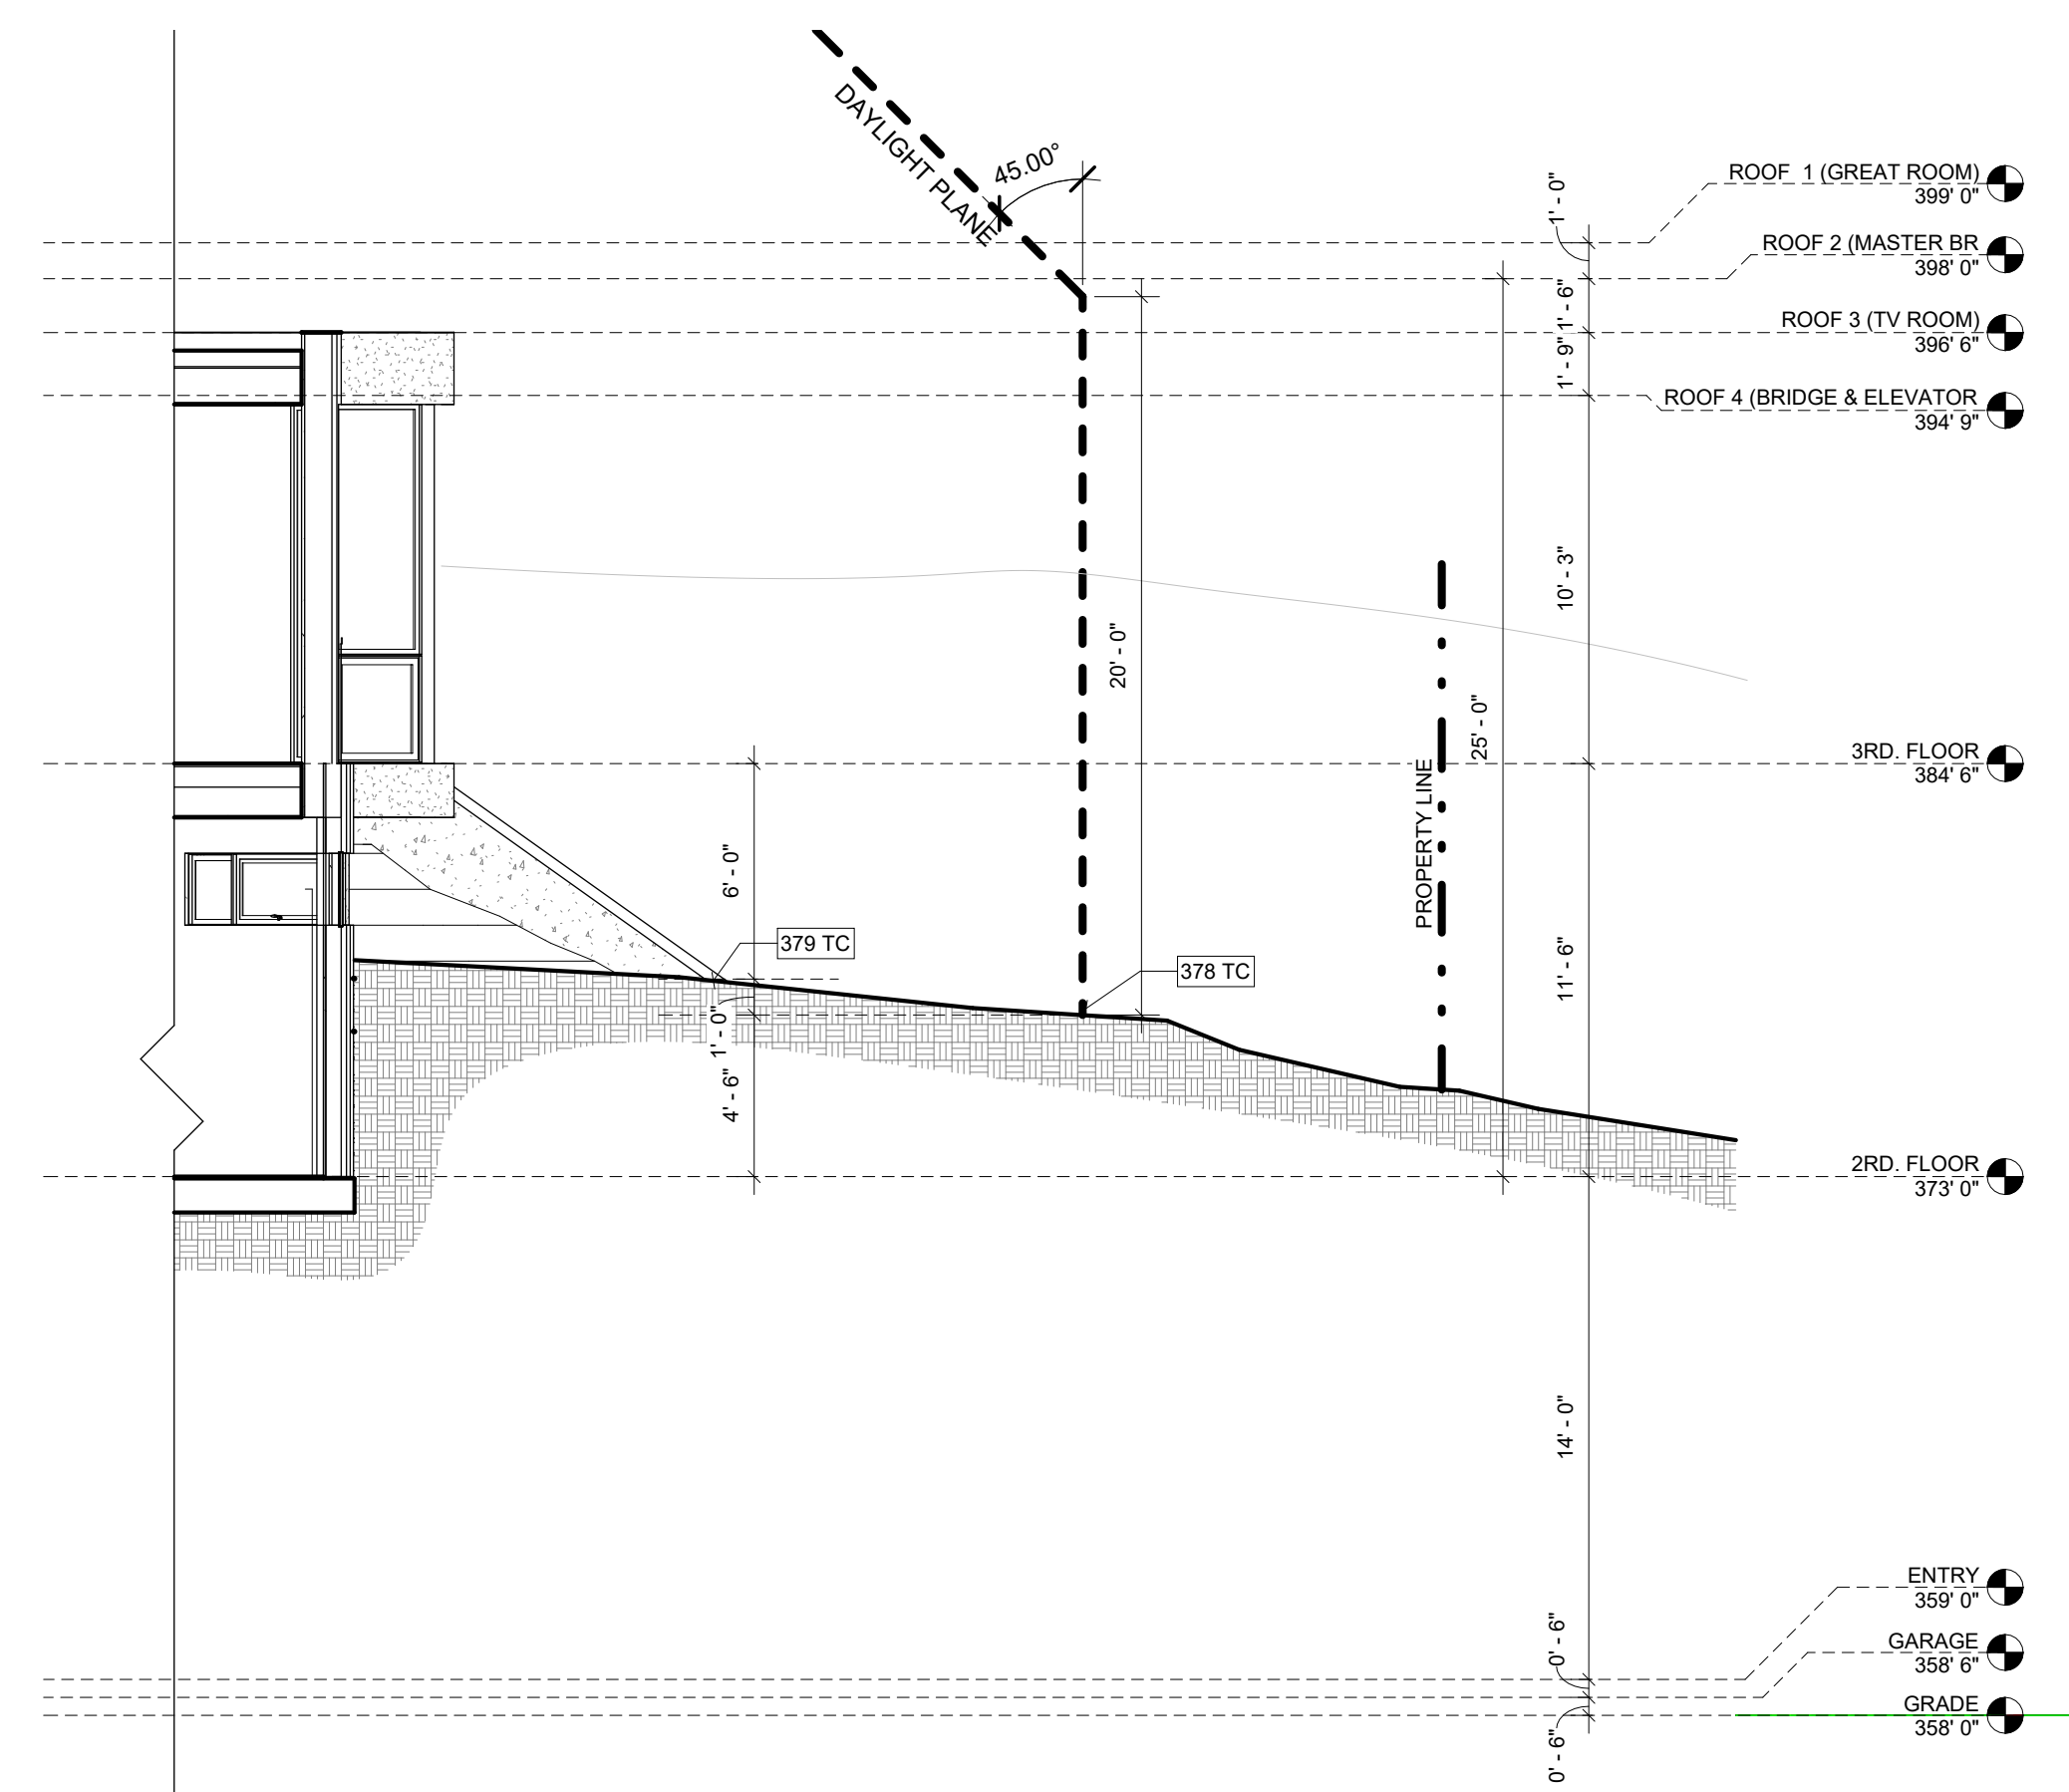 DAYLIGHT PLANE
45.00°
1' - 0"
ROOF  1 (GREAT ROOM)
399' 0"
ROOF 2 (MASTER BR
398' 0"
1' - 6"
ROOF 3 (TV ROOM)
396' 6"
1' - 9"
ROOF 4 (BRIDGE & ELEVATOR
394' 9"
10' - 3"
20' - 0"
25' - 0"
3RD. FLOOR
384' 6"
PROPERTY LINE
6' - 0"
379 TC
378 TC
11' - 6"
1' - 0"
4' - 6"
2RD. FLOOR
373' 0"
14' - 0"
ENTRY
359' 0"
0' - 6"
GARAGE
358' 6"
GRADE
358' 0"
0' - 6"